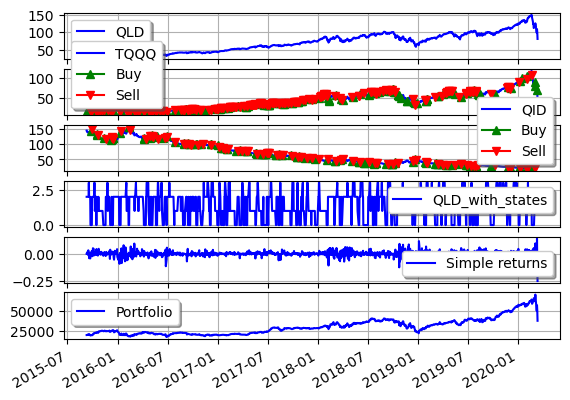 150
100
50
QLD
TQQQ
Buy
Sell
100
50
QID
Buy
Sell
150
100
50
2.5
0.0
QLD_with_states
0.00
−0.25
Simple returns
50000
25000
Portfolio
2015-07
2016-01
2016-07
2017-01
2017-07
2018-01
2018-07
2019-01
2019-07
2020-01